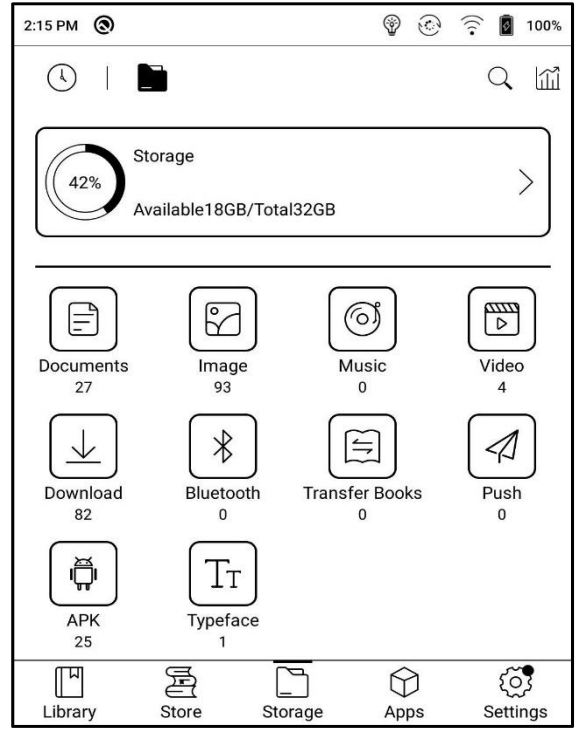 2:15 PM 100%
Storage
42%
Available18GB/Total32GB
Documents Image Music Video
27 93 0 4
Download Bluetooth Transfer Books Push
82 0 0 0
APK Typeface
25 1
Library Store Storage Apps Settings